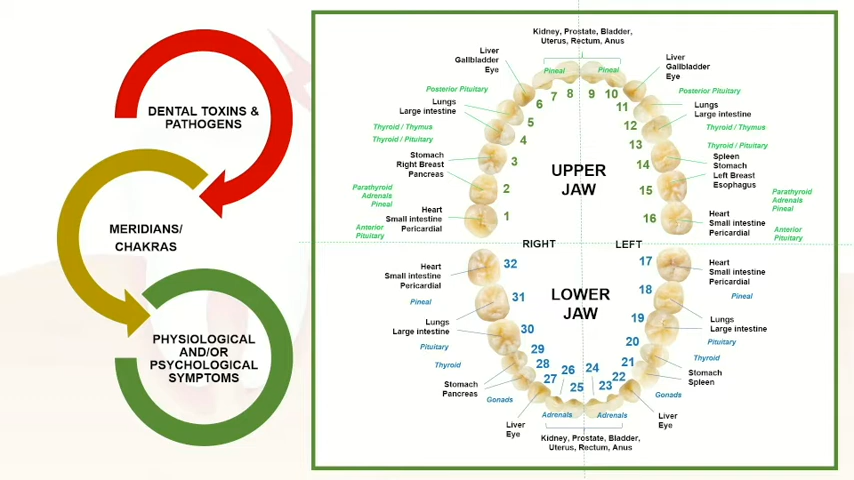 DENTAL TOXINS &
PATHOGENS
MERIDIANS/
CHAKRAS
PHYSIOLOGICAL
AND/OR
PSYCHOLOGICAL
SYMPTOMS
Kidney, Prostate, Bladder,
Uterus, Rectum, Anus
Pineal
Pineal
Liver
Gallbladder
Eye
Posterior Pituitary
Lungs
Large intestine
Thyroid / Thymus
Thyroid / Pituitary
Stomach
Right Breast
Pancreas
Parathyroid
Adrenals
Pineal
Heart
Small intestine
Pericardial
Anterior
Pituitary
1
2
3
4
5
6
7
8
9
10
11
12
13
14
15
16
Liver
Gallbladder
Eye
Posterior Pituitary
Lungs
Large intestine
Thyroid / Thymus
Thyroid / Pituitary
Spleen
Stomach
Left Breast
Esophagus
Parathyroid
Adrenals
Pineal
Heart
Small intestine
Pericardial
Anterior
Pituitary
UPPER
JAW
RIGHT
LEFT
LOWER
JAW
Heart
Small intestine
Pericardial
Pineal
Lungs
Large intestine
Pituitary
Thyroid
Stomach
Pancreas
Gonads
Liver
Eye
Adrenals
32
31
30
29
28
27
26
25
24
23
22
21
20
19
18
17
Heart
Small intestine
Pericardial
Pineal
Lungs
Large intestine
Pituitary
Thyroid
Stomach
Spleen
Gonads
Liver
Eye
Adrenals
Kidney, Prostate, Bladder,
Uterus, Rectum, Anus